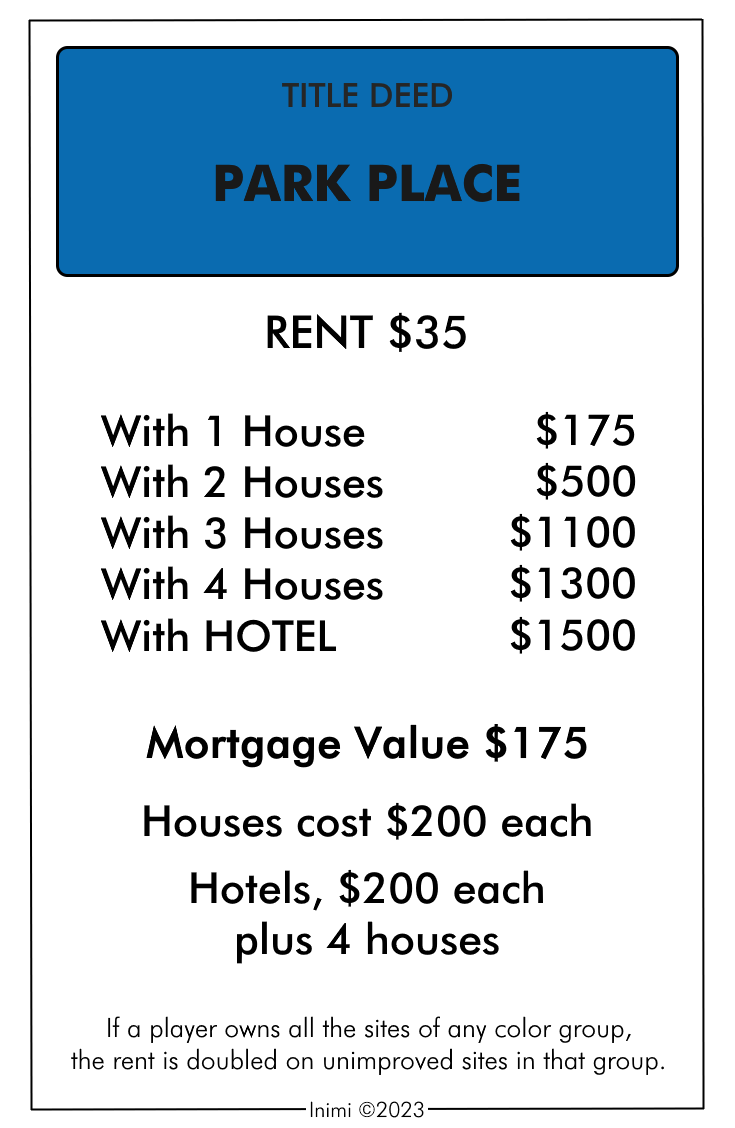 TITLE DEED
PARK PLACE
RENT $35
With 1 House $175
With 2 Houses $500
With 3 Houses $1100
With 4 Houses $1300
With HOTEL $1500
Mortgage Value $175
Houses cost $200 each
Hotels, $200 each
plus 4 houses
If a player owns all the sites of any color group,
the rent is doubled on unimproved sites in that group.
Inimi ©2023